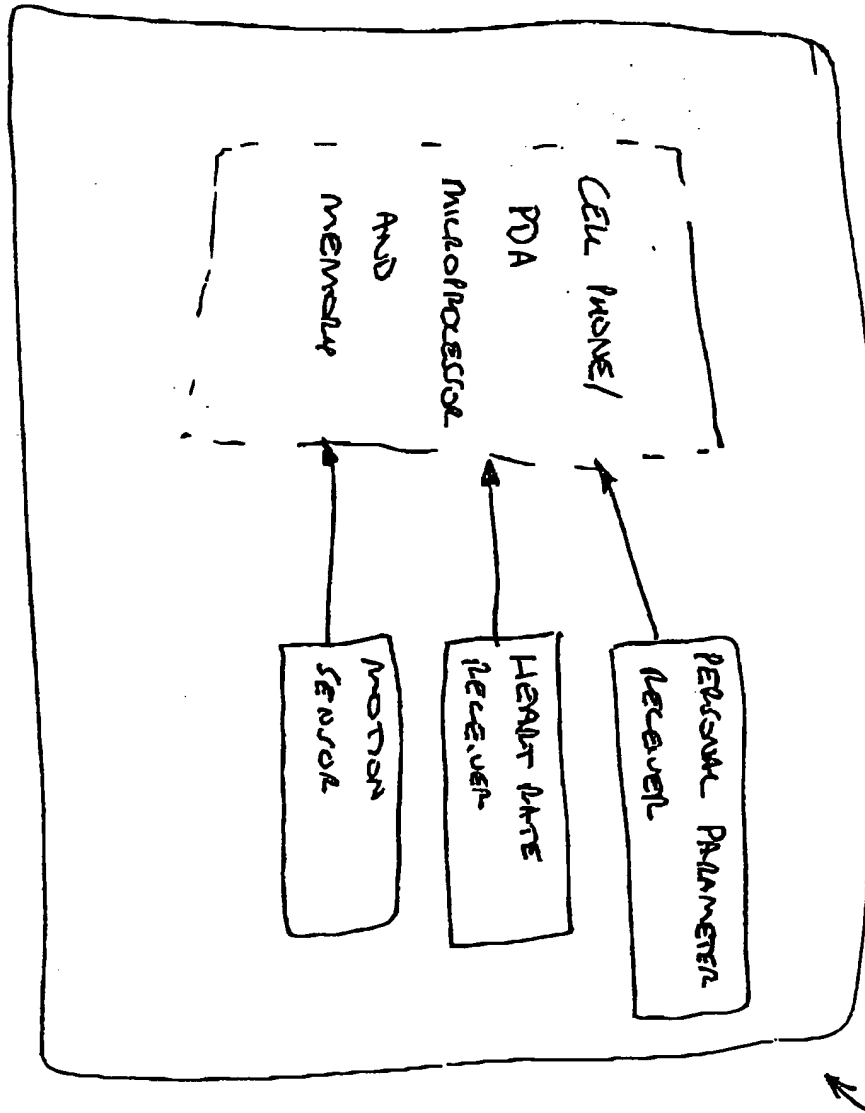 CELL PHONE/
PDA
MICROPROCESSOR
AND
MEMORY
PERSONAL PARAMETER
RECEIVER
HEART RATE
RECEIVER
MOTION
SENSOR